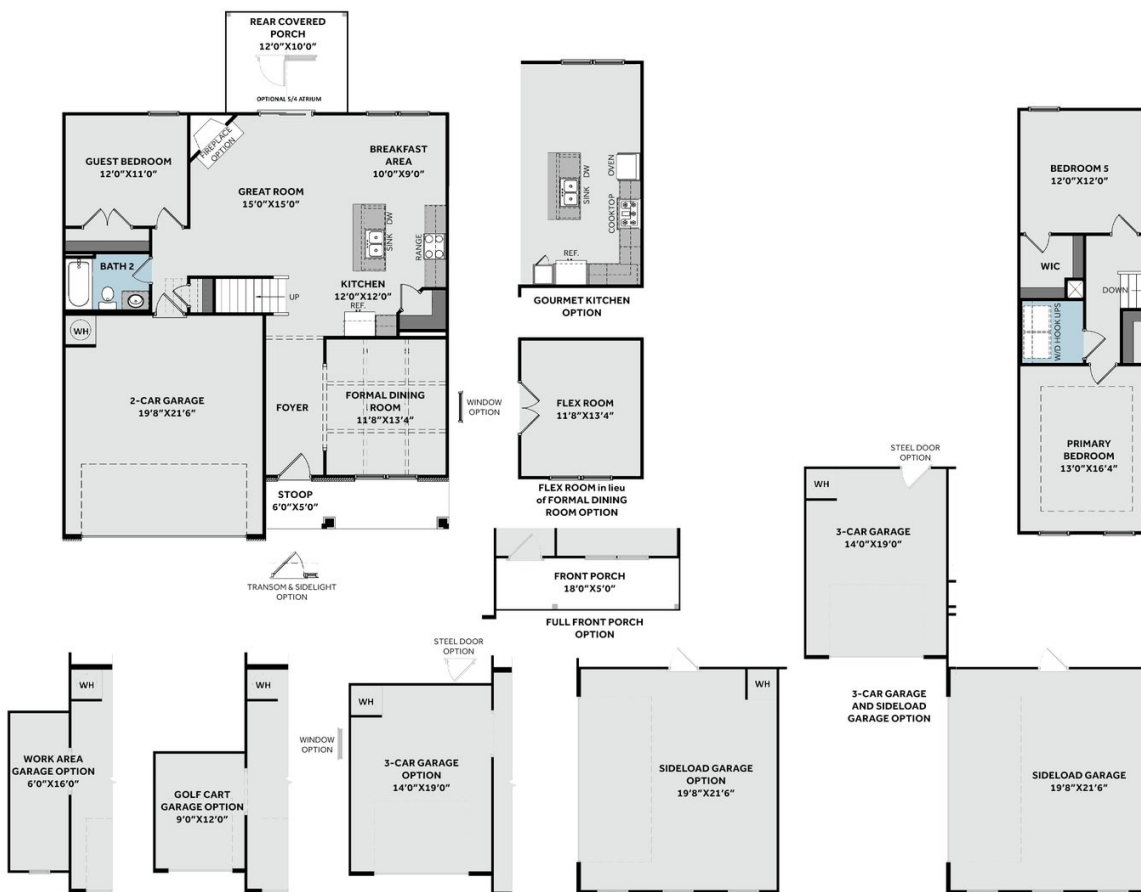 REAR COVERED
PORCH
12'0"X10'0"
OPTIONAL 5/4 ATRIUM
FIREPLACE
OPTION
GUEST BEDROOM
12'0"X11'0"
GREAT ROOM
15'0"X15'0"
BREAKFAST
AREA
10'0"X9'0"
SINK DW
RANGE
BATH 2
UP
KITCHEN
12'0"X12'0"
REF.
WH
2-CAR GARAGE
19'8"X21'6"
FOYER
FORMAL DINING
ROOM
11'8"X13'4"
STOOP
6'0"X5'0"
TRANSOM & SIDELIGHT
OPTION
WINDOW
OPTION
SINK DW
OVEN
COOKTOP
REF.
GOURMET KITCHEN
OPTION
FLEX ROOM
11'8"X13'4"
FLEX ROOM in lieu
of FORMAL DINING
ROOM OPTION
FRONT PORCH
18'0"X5'0"
FULL FRONT PORCH
OPTION
BEDROOM 5
12'0"X12'0"
WIC
DOWN
W/D HOOK UPS
PRIMARY
BEDROOM
13'0"X16'4"
STEEL DOOR
OPTION
WH
3-CAR GARAGE
14'0"X19'0"
3-CAR GARAGE
AND SIDELOAD
GARAGE OPTION
SIDELOAD GARAGE
19'8"X21'6"
WH
WORK AREA
GARAGE OPTION
6'0"X16'0"
WH
GOLF CART
GARAGE OPTION
9'0"X12'0"
STEEL DOOR
OPTION
WINDOW
OPTION
WH
3-CAR GARAGE
OPTION
14'0"X19'0"
WH
SIDELOAD GARAGE
OPTION
19'8"X21'6"